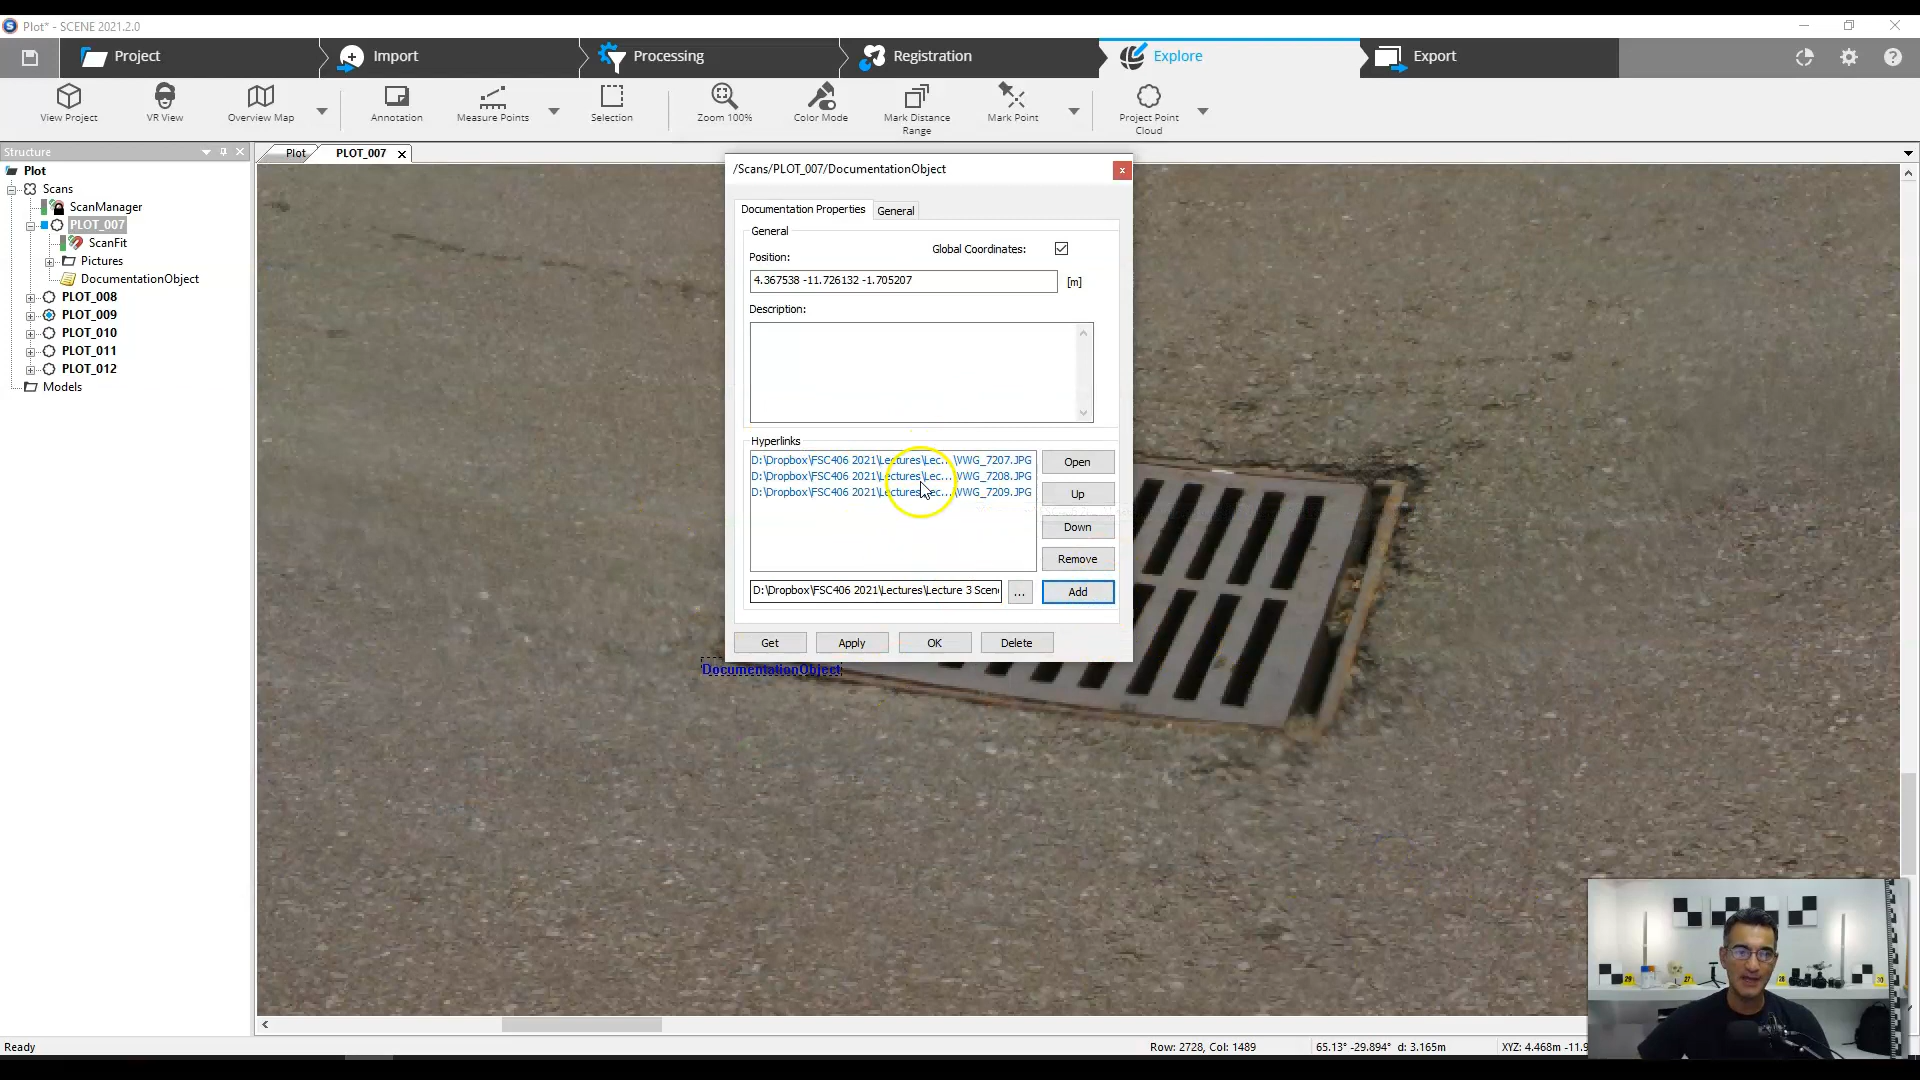 Plot* - SCENE 2021.2.0
Project
Import
Processing
Registration
Explore
Export
View Project
VR View
Overview Map
Annotation
Measure Points
Selection
Zoom 100%
Color Mode
Mark Distance
Range
Mark Point
Project Point
Cloud
Structure
Plot
PLOT_007
Plot
Scans
ScanManager
PLOT_007
ScanFit
Pictures
DocumentationObject
PLOT_008
PLOT_009
PLOT_010
PLOT_011
PLOT_012
Models
/Scans/PLOT_007/DocumentationObject
Documentation Properties
General
General
Global Coordinates:
Position:
4.367538 -11.726132 -1.705207
[m]
Description:
Hyperlinks
D:\Dropbox\FSC406 2021\Lectures\Lec...\VWG_7207.JPG
D:\Dropbox\FSC406 2021\Lectures\Lec...\VWG_7208.JPG
D:\Dropbox\FSC406 2021\Lectures\Lec...\VWG_7209.JPG
Open
Up
Down
Remove
D:\Dropbox\FSC406 2021\Lectures\Lecture 3 Scen
...
Add
Get
Apply
OK
Delete
DocumentationObject
Ready
Row: 2728, Col: 1489
65.13° -29.894° d: 3.165m
XYZ: 4.468m -11.9